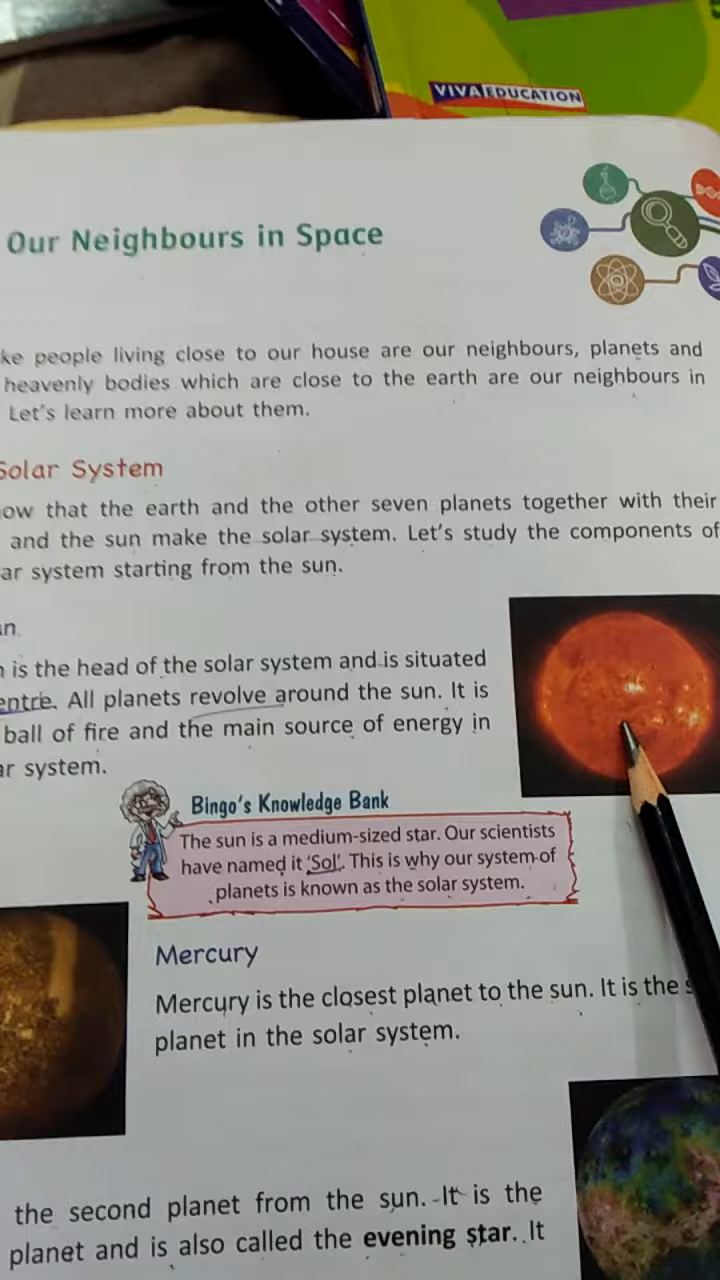 VIVA EDUCATION
Our Neighbours in Space
ke people living close to our house are our neighbours, planets and
heavenly bodies which are close to the earth are our neighbours in
Let's learn more about them.
Solar System
ow that the earth and the other seven planets together with their
and the sun make the solar system. Let's study the components of
ar system starting from the sun.
un
n is the head of the solar system and is situated
entre. All planets revolve around the sun. It is
ball of fire and the main source of energy in
ar system.
Bingo's Knowledge Bank
The sun is a medium-sized star. Our scientists
have named it 'Sol'. This is why our system of
planets is known as the solar system.
Mercury
Mercury is the closest planet to the sun. It is the
planet in the solar system.
the second planet from the sun. It is the
planet and is also called the evening star. It